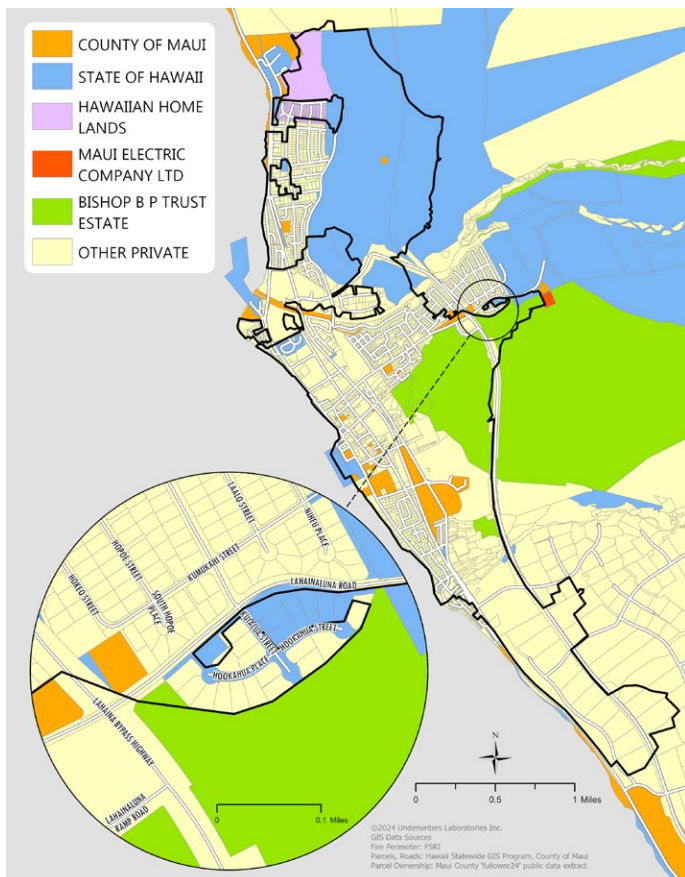 COUNTY OF MAUI
STATE OF HAWAII
HAWAIIAN HOME
LANDS
MAUI ELECTRIC
COMPANY LTD
BISHOP B P TRUST
ESTATE
OTHER PRIVATE
LAALO STREET
NIHEU PLACE
HOPOE STREET
KUMUKAHI STREET
HOKEO STREET
SOUTH HOPOE
PLACE
LAHAINALUNA ROAD
HOOKAHUA STREET
HOOKAHUA PLACE
LAHAINA BYPASS HIGHWAY
LAHAINALUNA
RAMP ROAD
0 0.1 Miles
N
0 0.5 1 Miles
©2024 Underwriters Laboratories Inc.
GIS Data Sources
Fire Perimeter: FSRI
Parcels, Roads: Hawaii Statewide GIS Program, County of Maui
Parcel Ownership: Maui County 'fullownr24' public data extract